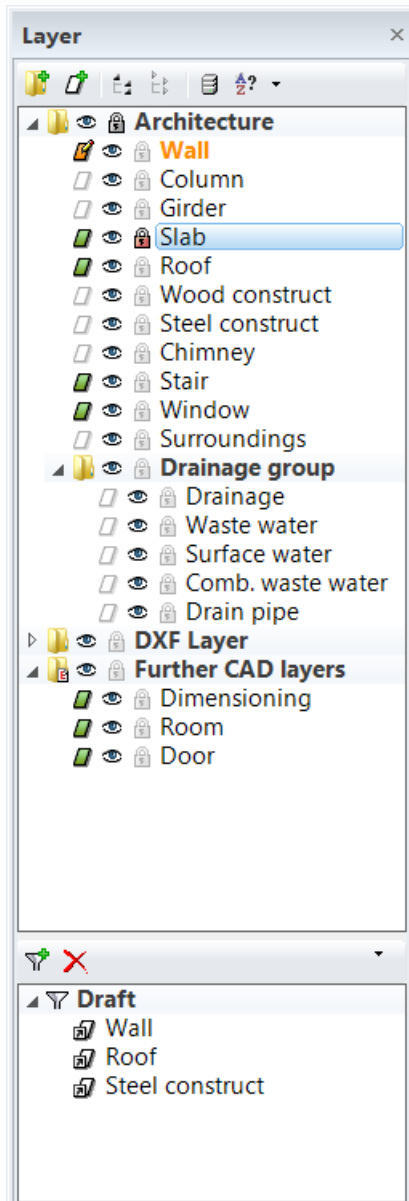 Layer
Architecture
Wall
Column
Girder
Slab
Roof
Wood construct
Steel construct
Chimney
Stair
Window
Surroundings
Drainage group
Drainage
Waste water
Surface water
Comb. waste water
Drain pipe
DXF Layer
Further CAD layers
Dimensioning
Room
Door
Draft
Wall
Roof
Steel construct